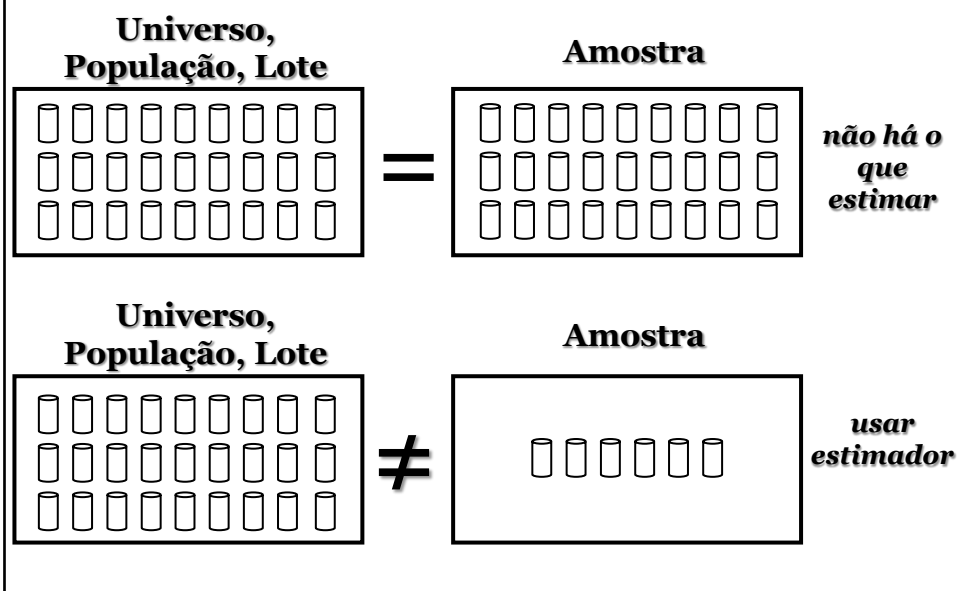 Universo,
População, Lote
Amostra
=
não há o
que
estimar
Universo,
População, Lote
Amostra
≠
usar
estimador